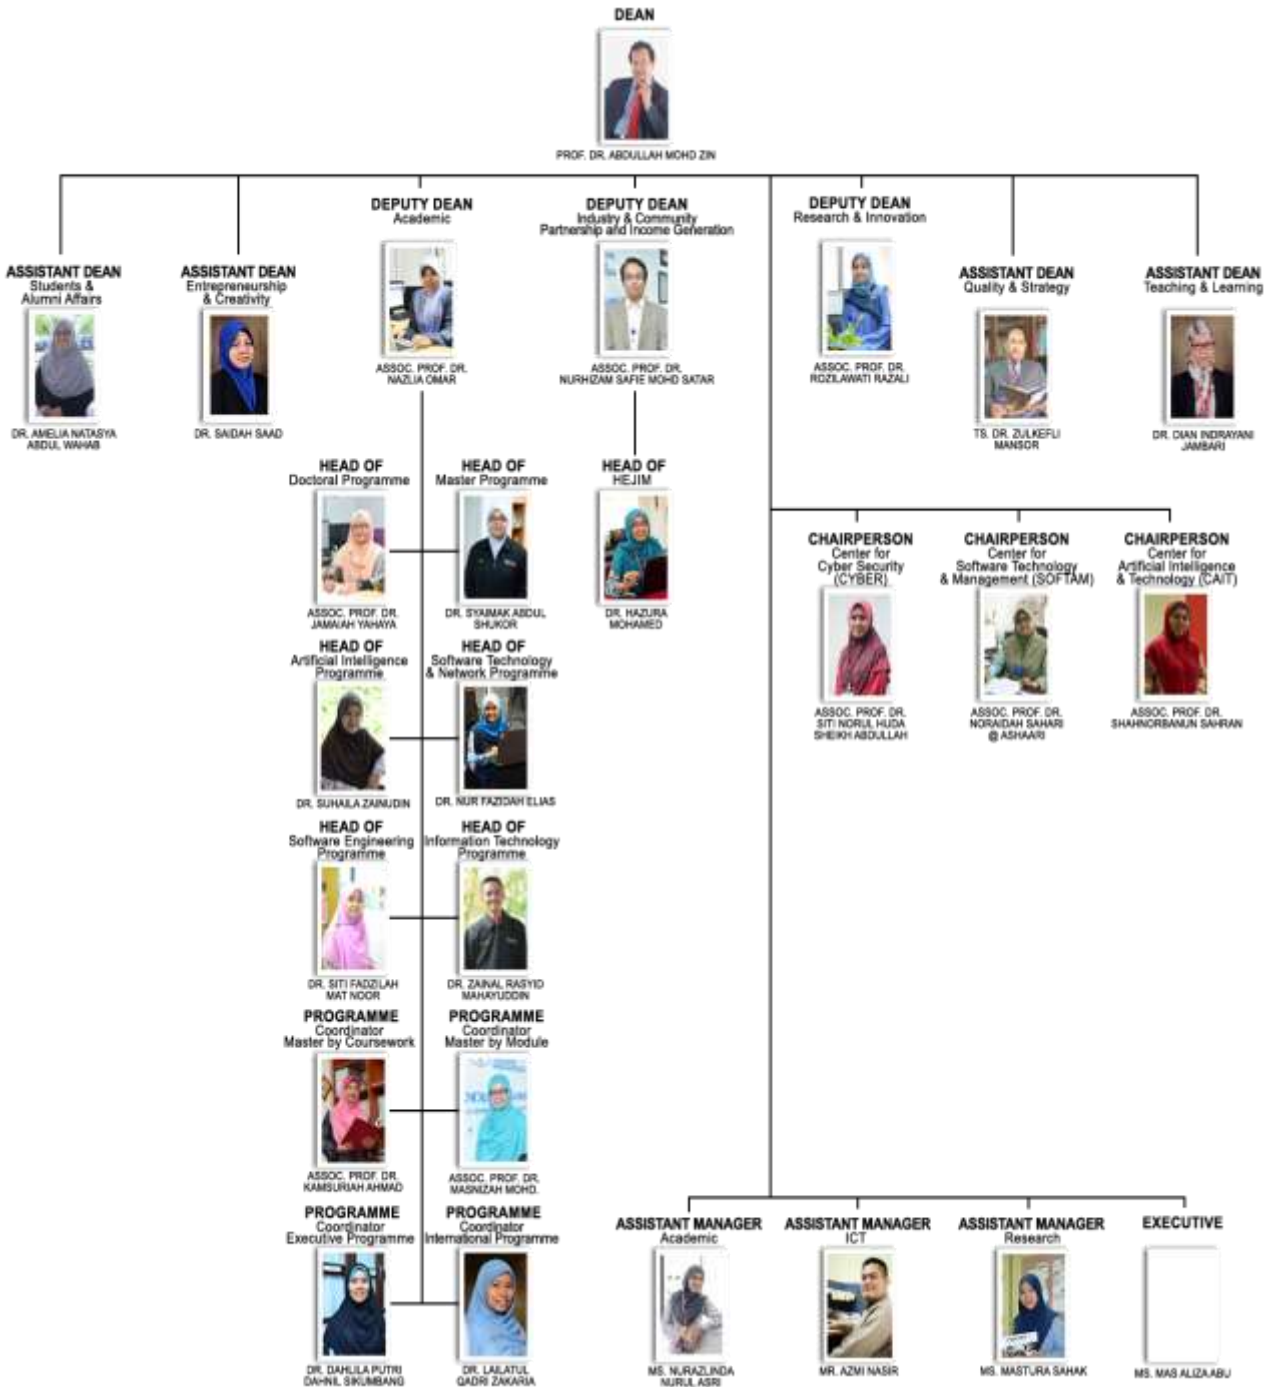 DEAN
PROF. DR. ABDULLAH MOHD ZIN
DEPUTY DEAN
Academic
ASSOC. PROF. DR.
NAZLIA OMAR
DEPUTY DEAN
Industry & Community
Partnership and Income Generation
ASSOC. PROF. DR.
NURHIZAM SAFIE MOHD SATAR
DEPUTY DEAN
Research & Innovation
ASSOC. PROF. DR.
ROZILAWATI RAZALI
ASSISTANT DEAN
Students &
Alumni Affairs
DR. AMELIA NATASYA
ABDUL WAHAB
ASSISTANT DEAN
Entrepreneurship
& Creativity
DR. SAIDAH SAAD
ASSISTANT DEAN
Quality & Strategy
TS. DR. ZULKEFLI
MANSOR
ASSISTANT DEAN
Teaching & Learning
DR. DIAN INDRAYANI
JAMBARI
HEAD OF
Doctoral Programme
ASSOC. PROF. DR.
JAMAIAH YAHAYA
HEAD OF
Master Programme
DR. SYAIMAK ABDUL
SHUKOR
HEAD OF
HEJIM
DR. HAZURA
MOHAMED
CHAIRPERSON
Center for
Cyber Security
(CYBER)
ASSOC. PROF. DR.
SITI NORUL HUDA
SHEIKH ABDULLAH
CHAIRPERSON
Center for
Software Technology
& Management (SOFTAM)
ASSOC. PROF. DR.
NORAIDAH SAHARI
@ ASHAARI
CHAIRPERSON
Center for
Artificial Intelligence
& Technology (CAIT)
ASSOC. PROF. DR.
SHAHNORBANUN SAHRAN
HEAD OF
Artificial Intelligence
Programme
DR. SUHAILA ZAINUDIN
HEAD OF
Software Technology
& Network Programme
DR. NUR FAZIDAH ELIAS
HEAD OF
Software Engineering
Programme
DR. SITI FADZILAH
MAT NOOR
HEAD OF
Information Technology
Programme
DR. ZAINAL RASYID
MAHAYUDDIN
PROGRAMME
Coordinator
Master by Coursework
ASSOC. PROF. DR.
KAMSURIAH AHMAD
PROGRAMME
Coordinator
Master by Module
ASSOC. PROF. DR.
MASNIZAH MOHD.
PROGRAMME
Coordinator
Executive Programme
DR. DAHLILA PUTRI
DAHNIL SIKUMBANG
PROGRAMME
Coordinator
International Programme
DR. LAILATUL
QADRI ZAKARIA
ASSISTANT MANAGER
Academic
MS. NURAZLINDA
NURUL ASRI
ASSISTANT MANAGER
ICT
MR. AZMI NASIR
ASSISTANT MANAGER
Research
MS. MASTURA SAHAK
EXECUTIVE
MS. MAS ALIZA ABU